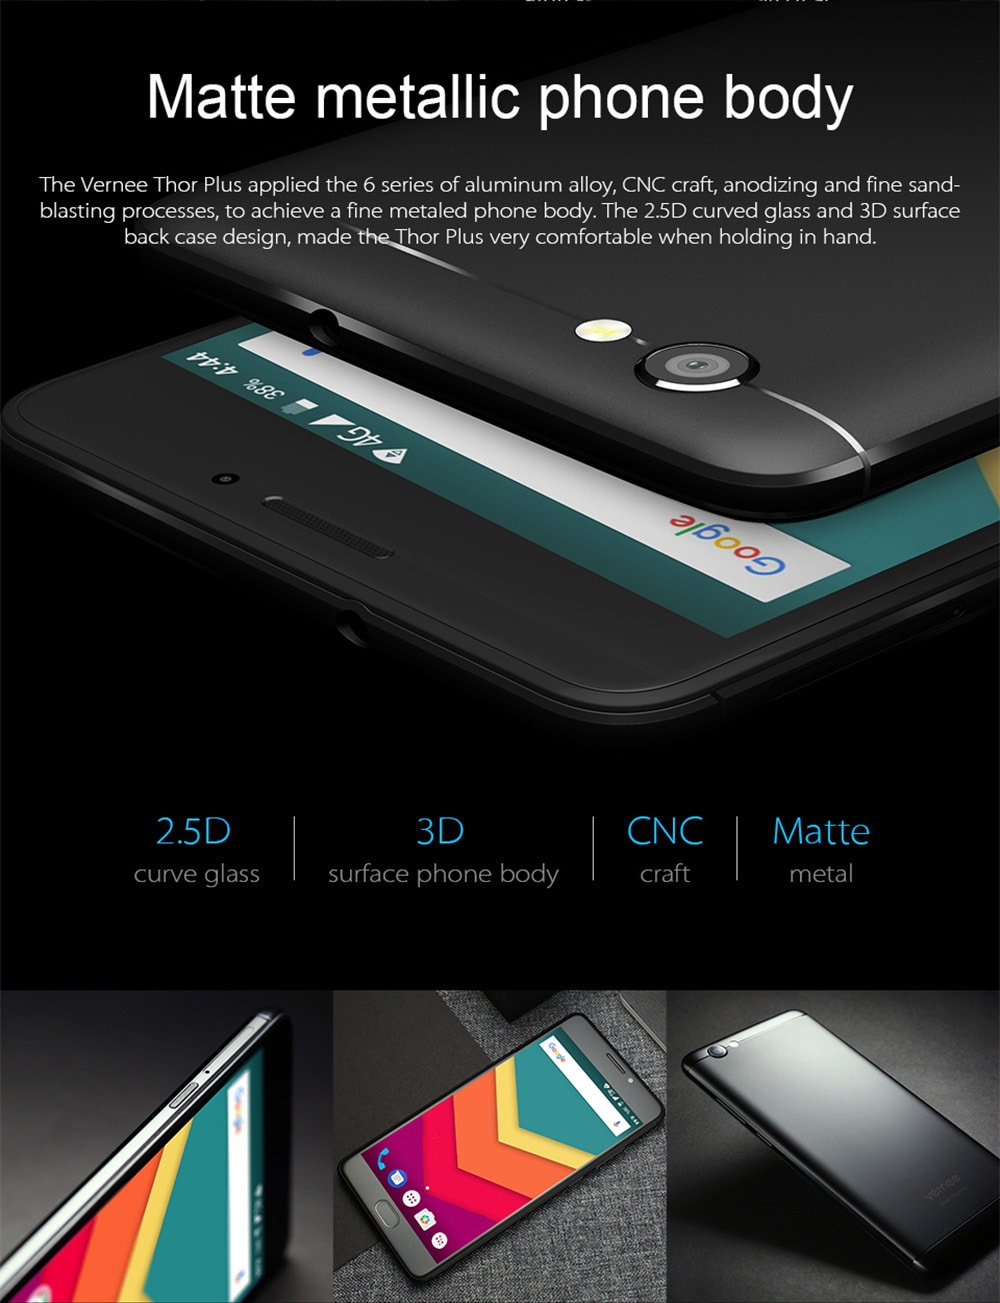 Matte metallic phone body
The Vernee Thor Plus applied the 6 series of aluminum alloy, CNC craft, anodizing and fine sand-
blasting processes, to achieve a fine metaled phone body. The 2.5D curved glass and 3D surface
back case design, made the Thor Plus very comfortable when holding in hand.
4:44
38%
4G
Google
2.5D
curve glass
3D
surface phone body
CNC
craft
Matte
metal
Google
Google
vernee